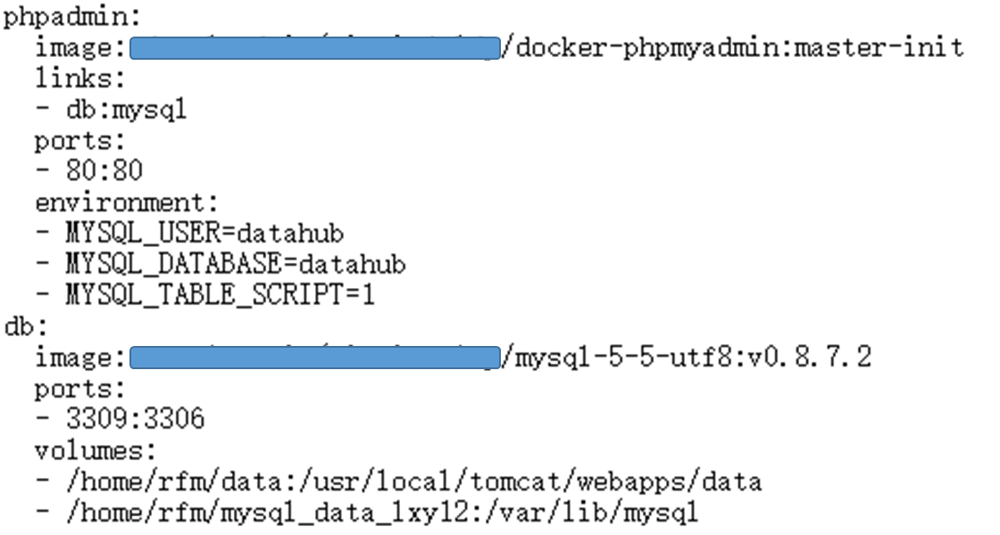 phpadmin:
image: /docker-phpmyadmin:master-init
links:
- db:mysql
ports:
- 80:80
environment:
- MYSQL_USER=datahub
- MYSQL_DATABASE=datahub
- MYSQL_TABLE_SCRIPT=1
db:
image: /mysql-5-5-utf8:v0.8.7.2
ports:
- 3309:3306
volumes:
- /home/rfm/data:/usr/local/tomcat/webapps/data
- /home/rfm/mysql_data_lxy12:/var/lib/mysql